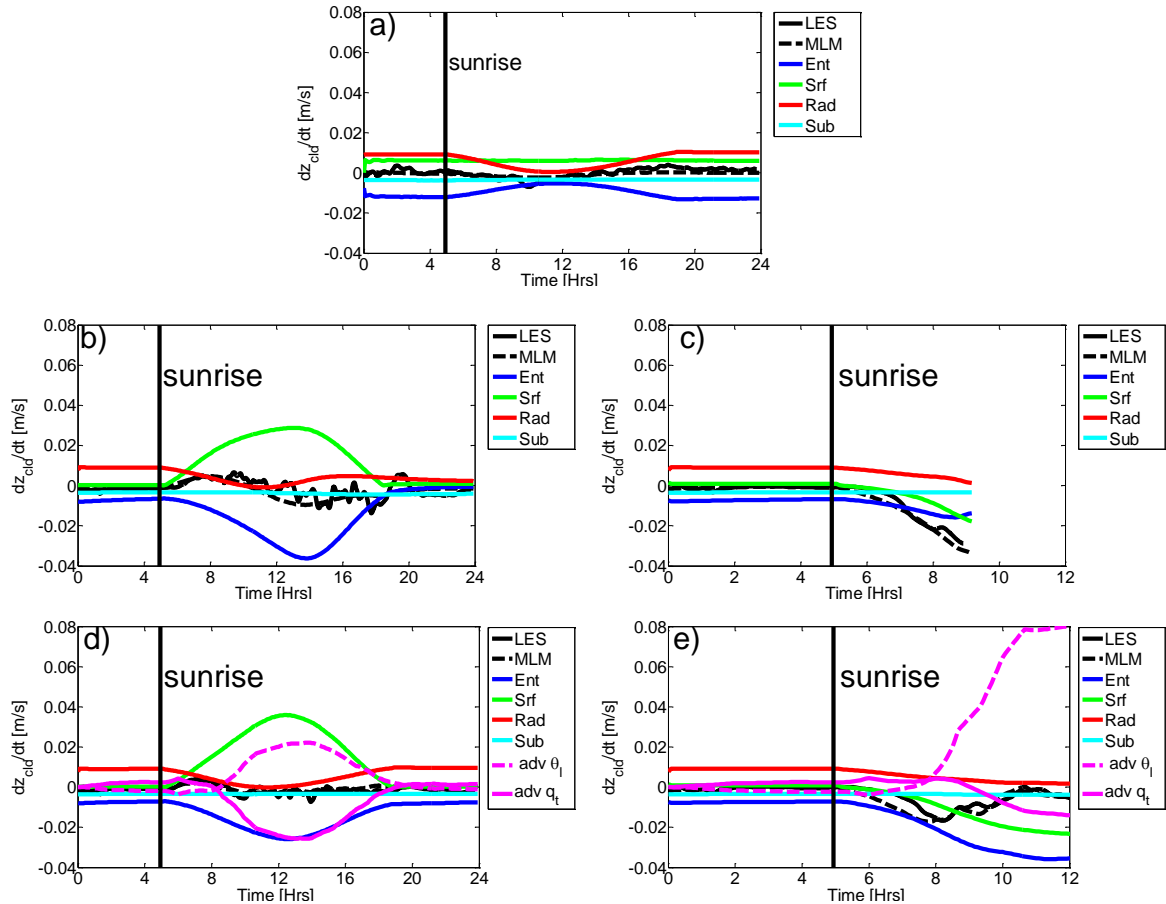 a)
0.08
0.06
0.04
0.02
0
-0.02
-0.04
dz_cld/dt [m/s]
sunrise
0 4 8 12 16 20 24
Time [Hrs]
LES
MLM
Ent
Srf
Rad
Sub
b)
0.08
0.06
0.04
0.02
0
-0.02
-0.04
dz_cld/dt [m/s]
sunrise
0 4 8 12 16 20 24
Time [Hrs]
LES
MLM
Ent
Srf
Rad
Sub
c)
0.08
0.06
0.04
0.02
0
-0.02
-0.04
dz_cld/dt [m/s]
sunrise
0 2 4 6 8 10 12
Time [Hrs]
LES
MLM
Ent
Srf
Rad
Sub
d)
0.08
0.06
0.04
0.02
0
-0.02
-0.04
dz_cld/dt [m/s]
sunrise
0 4 8 12 16 20 24
Time [Hrs]
LES
MLM
Ent
Srf
Rad
Sub
adv θ_l
adv q_t
e)
0.08
0.06
0.04
0.02
0
-0.02
-0.04
dz_cld/dt [m/s]
sunrise
0 2 4 6 8 10 12
Time [Hrs]
LES
MLM
Ent
Srf
Rad
Sub
adv θ_l
adv q_t